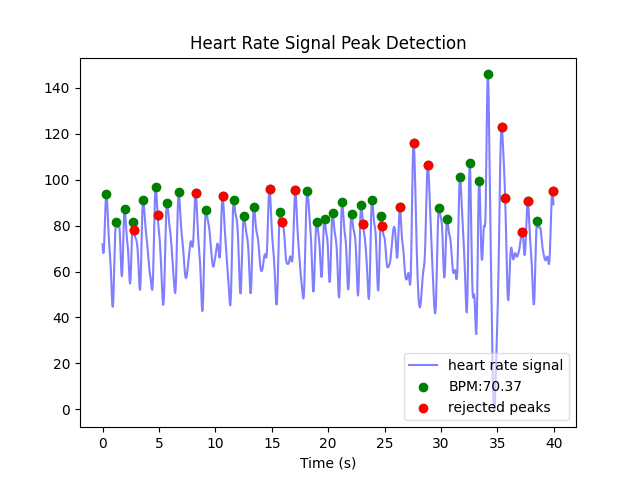 Heart Rate Signal Peak Detection
140
120
100
80
60
40
20
0
heart rate signal
BPM:70.37
rejected peaks
0 5 10 15 20 25 30 35 40
Time (s)